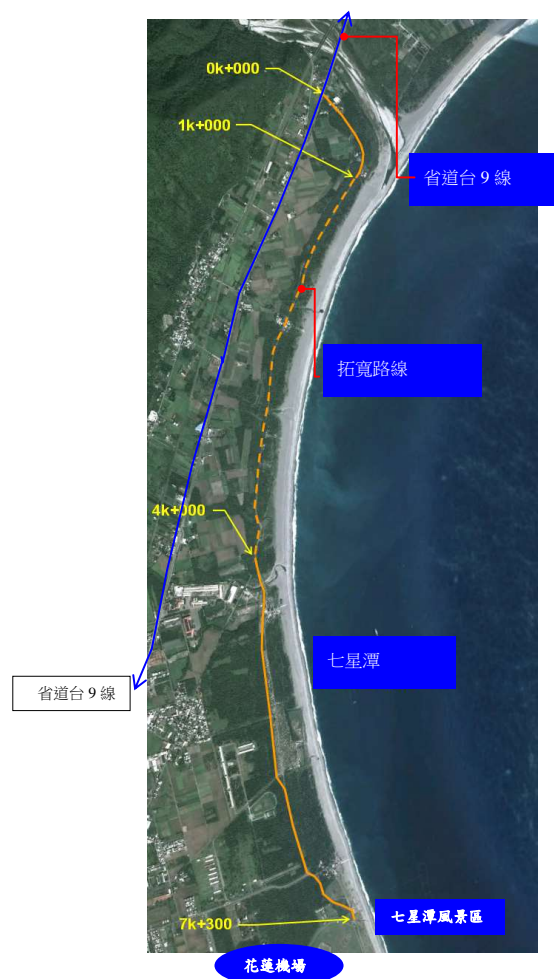 0k+000
1k+000
省道台 9 線
拓寬路線
4k+000
七星潭
省道台 9 線
七星潭風景區
7k+300
花蓮機場